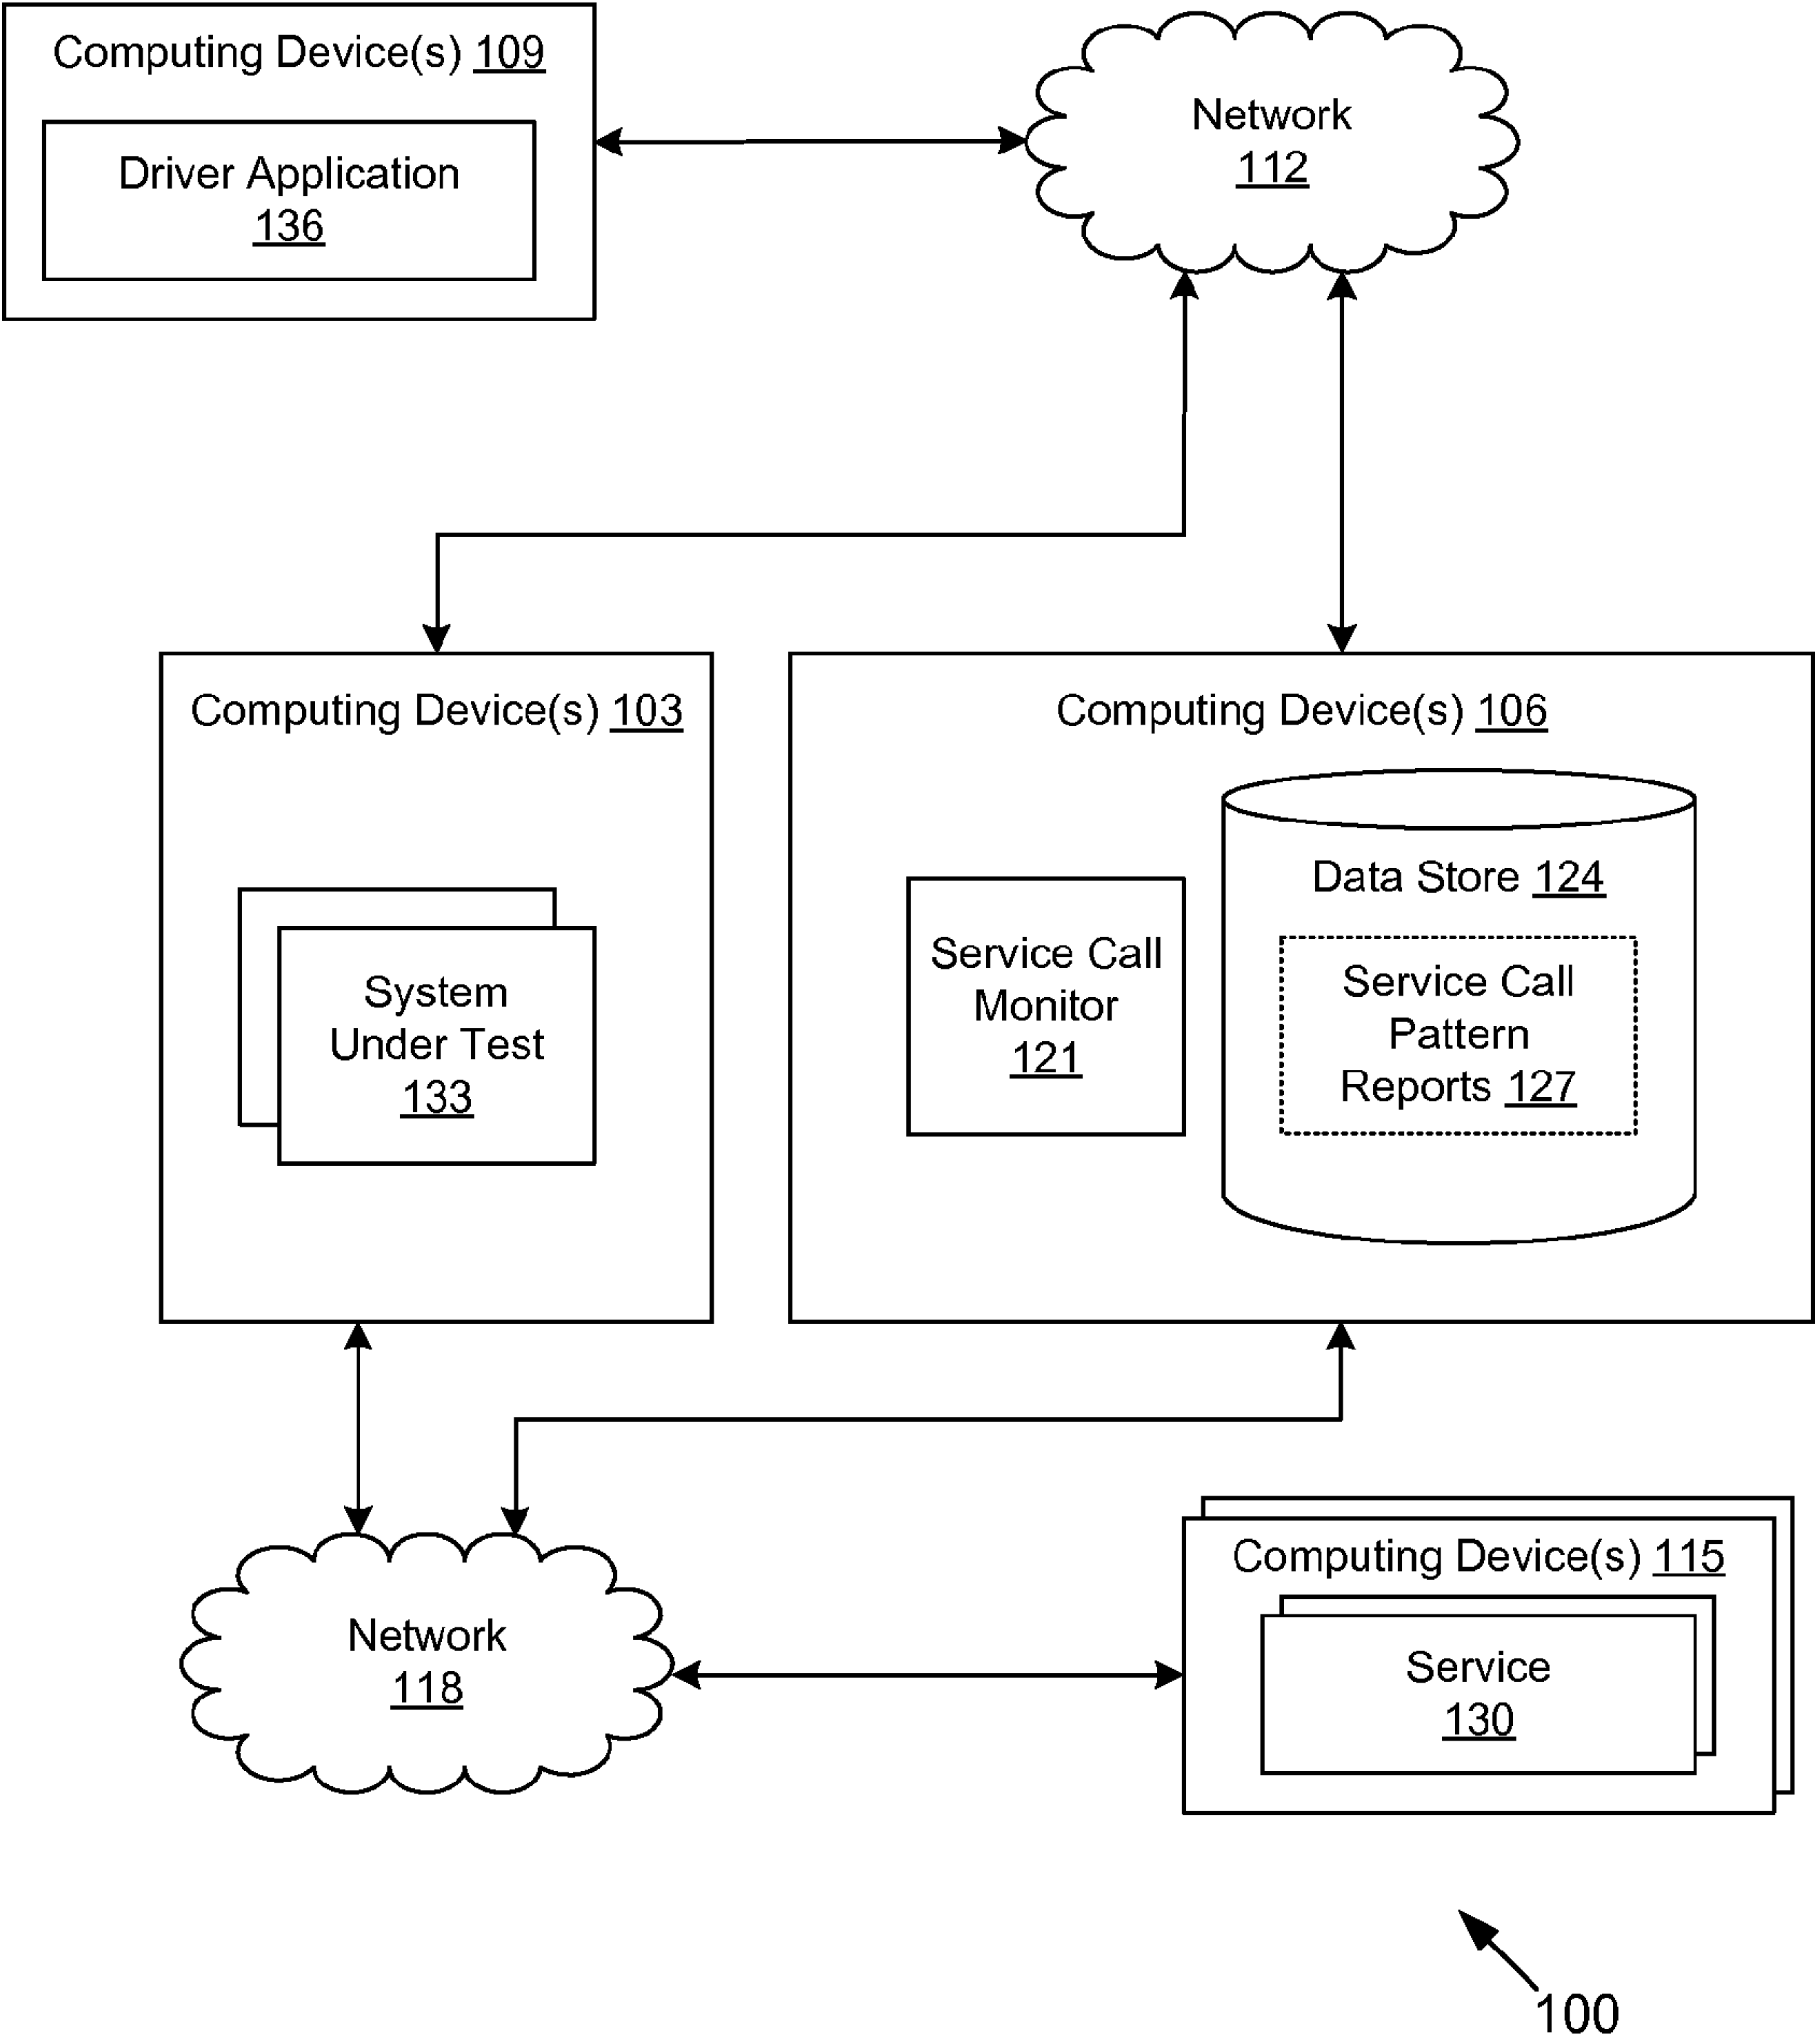 Computing Device(s) 109
Driver Application
136
Network
112
Computing Device(s) 103
System
Under Test
133
Computing Device(s) 106
Service Call
Monitor
121
Data Store 124
Service Call
Pattern
Reports 127
Network
118
Computing Device(s) 115
Service
130
100